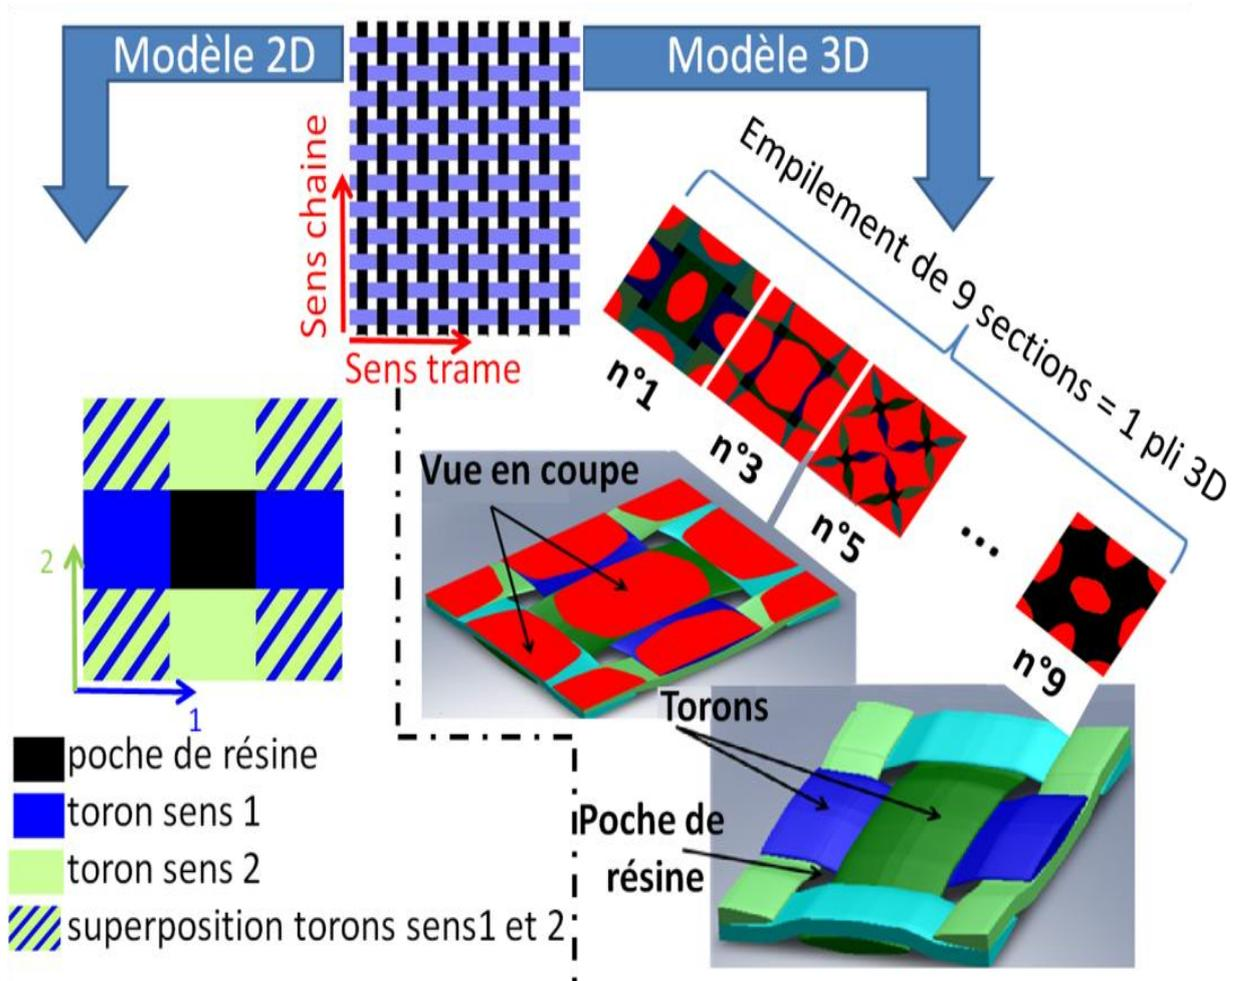 Modèle 2D
Modèle 3D
Sens chaine
Sens trame
Empilement de 9 sections = 1 pli 3D
n°1
n°3
n°5
...
n°9
Vue en coupe
2
1
Torons
Poche de
résine
poche de résine
toron sens 1
toron sens 2
superposition torons sens1 et 2